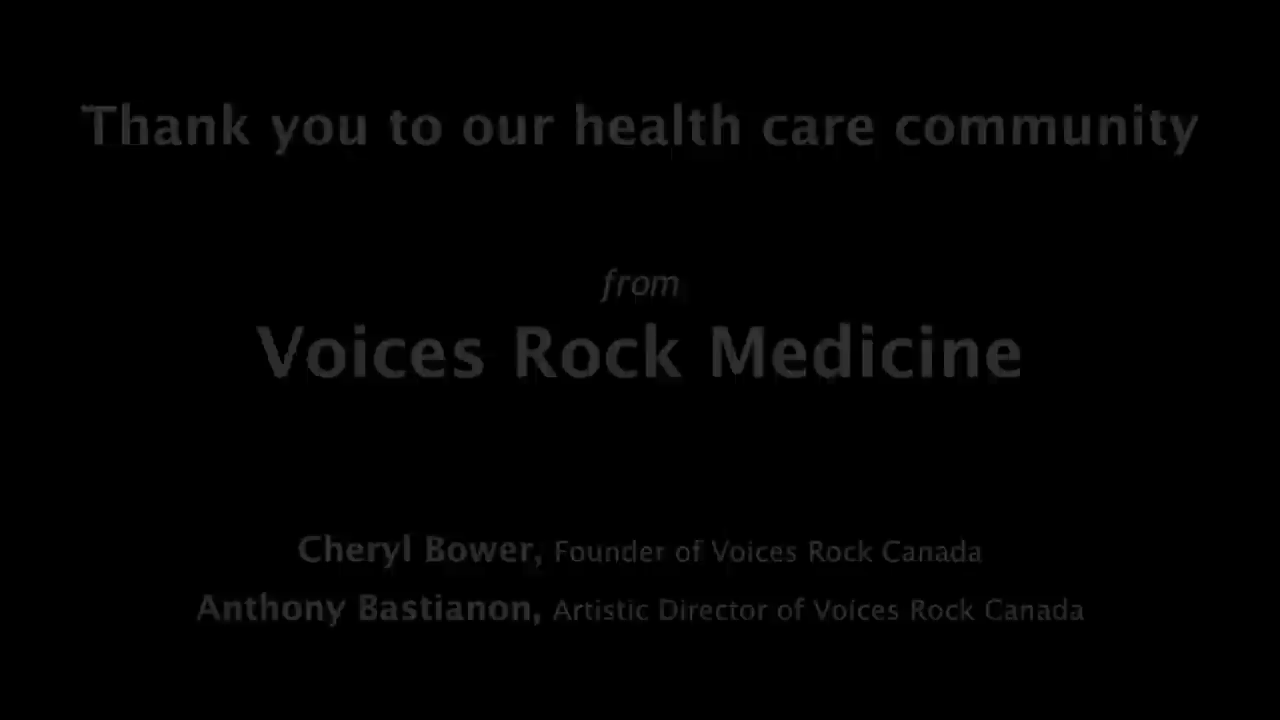 Thank you to our health care community
from
Voices Rock Medicine
Cheryl Bower, Founder of Voices Rock Canada
Anthony Bastianon, Artistic Director of Voices Rock Canada